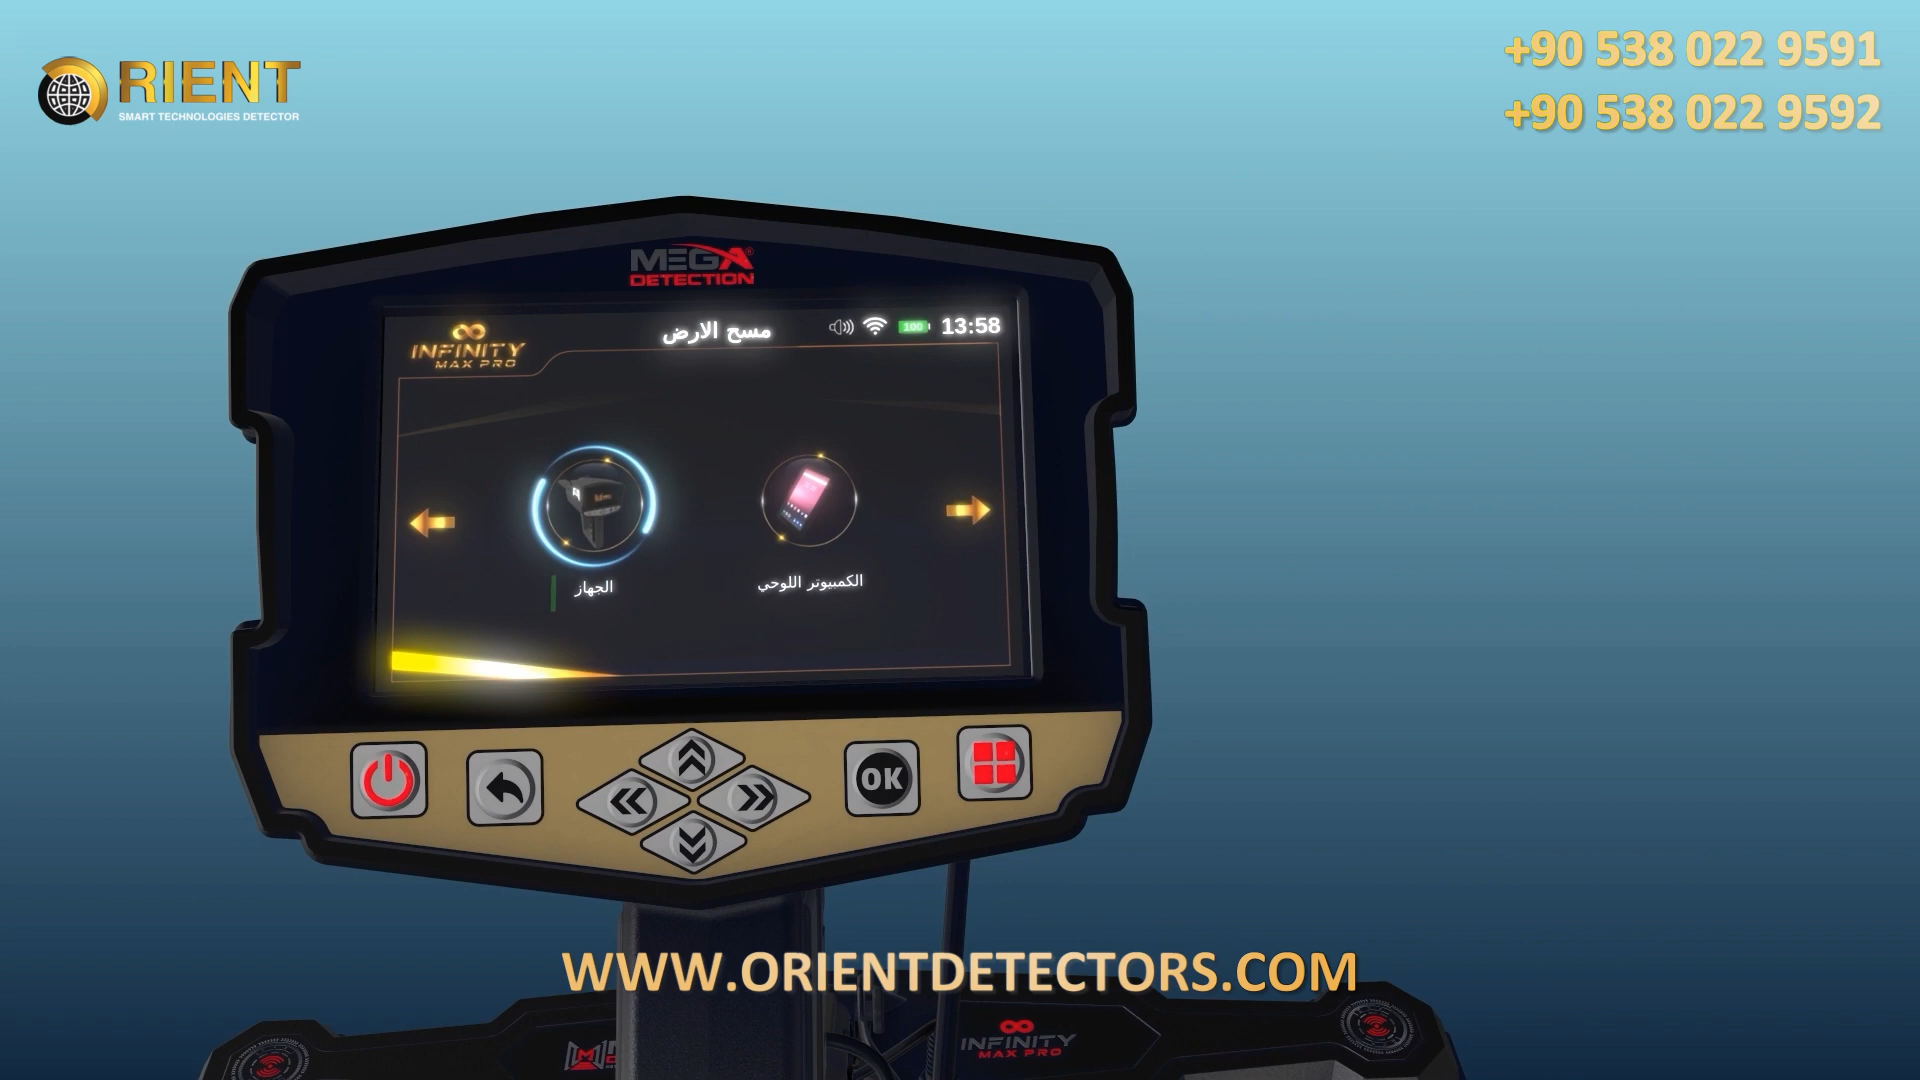 ORIENT
SMART TECHNOLOGIES DETECTOR
+90 538 022 9591
+90 538 022 9592
MEGA®
DETECTION
INFINITY
MAX PRO
مسح الارض
100
13:58
الجهاز
الكمبيوتر اللوحي
OK
WWW.ORIENTDETECTORS.COM
INFINITY
MAX PRO